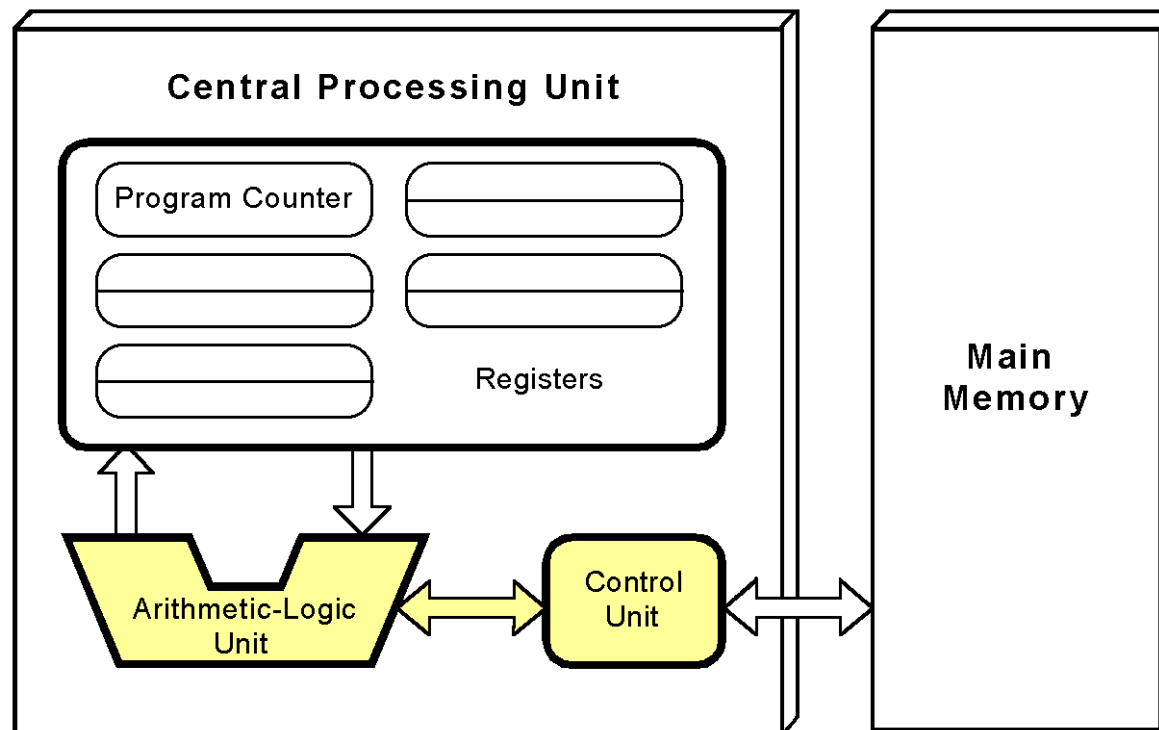 Central Processing Unit
Program Counter
Registers
Main
Memory
Arithmetic-Logic
Unit
Control
Unit